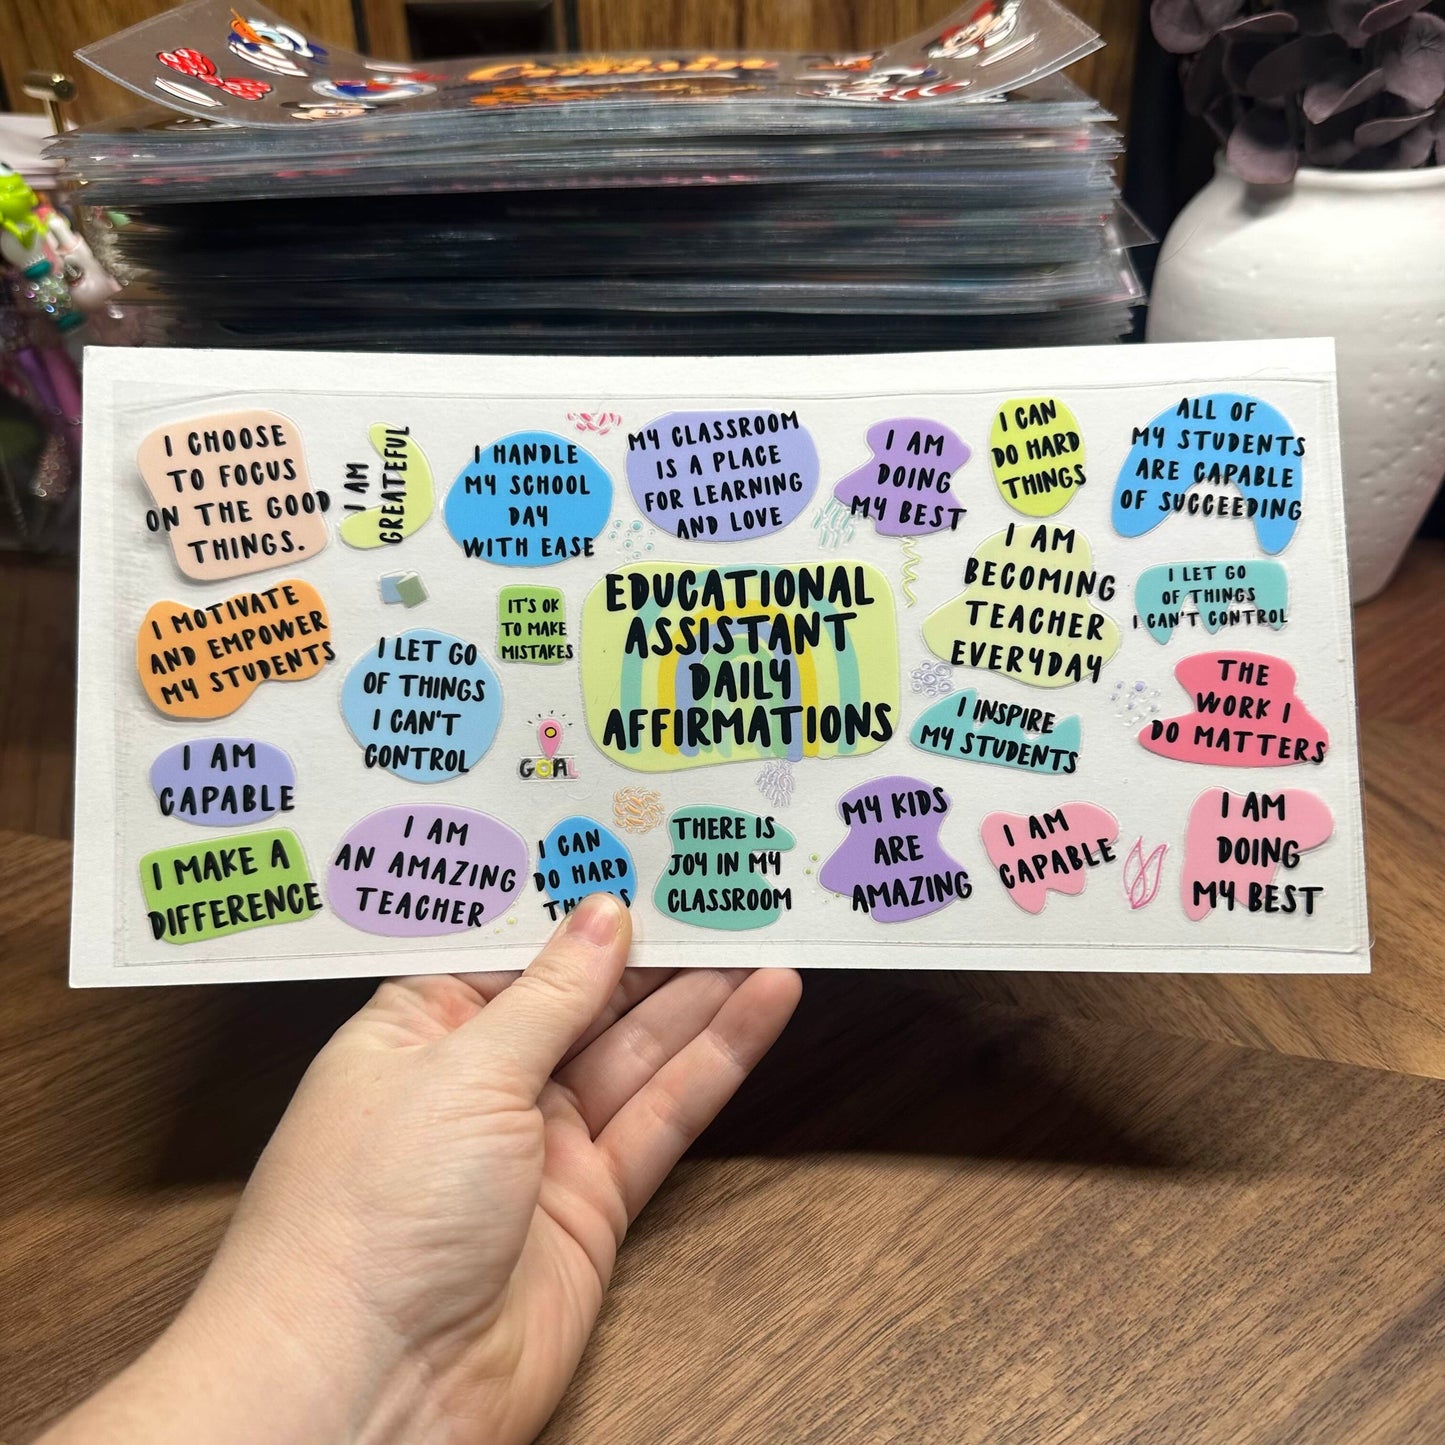 Cruisin
I CHOOSE
TO FOCUS
ON THE GOOD
THINGS.
I AM
GREATEFUL
I HANDLE
MY SCHOOL
DAY
WITH EASE
MY CLASSROOM
IS A PLACE
FOR LEARNING
AND LOVE
I AM
DOING
MY BEST
I CAN
DO HARD
THINGS
ALL OF
MY STUDENTS
ARE CAPABLE
OF SUCCEEDING
I MOTIVATE
AND EMPOWER
MY STUDENTS
I LET GO
OF THINGS
I CAN'T
CONTROL
IT'S OK
TO MAKE
MISTAKES
EDUCATIONAL
ASSISTANT
DAILY
AFFIRMATIONS
I AM
BECOMING
TEACHER
EVERYDAY
I LET GO
OF THINGS
I CAN'T CONTROL
I INSPIRE
MY STUDENTS
THE
WORK I
DO MATTERS
I AM
CAPABLE
GOAL
I MAKE A
DIFFERENCE
I AM
AN AMAZING
TEACHER
I CAN
DO HARD
THINGS
THERE IS
JOY IN MY
CLASSROOM
MY KIDS
ARE
AMAZING
I AM
CAPABLE
I AM
DOING
MY BEST